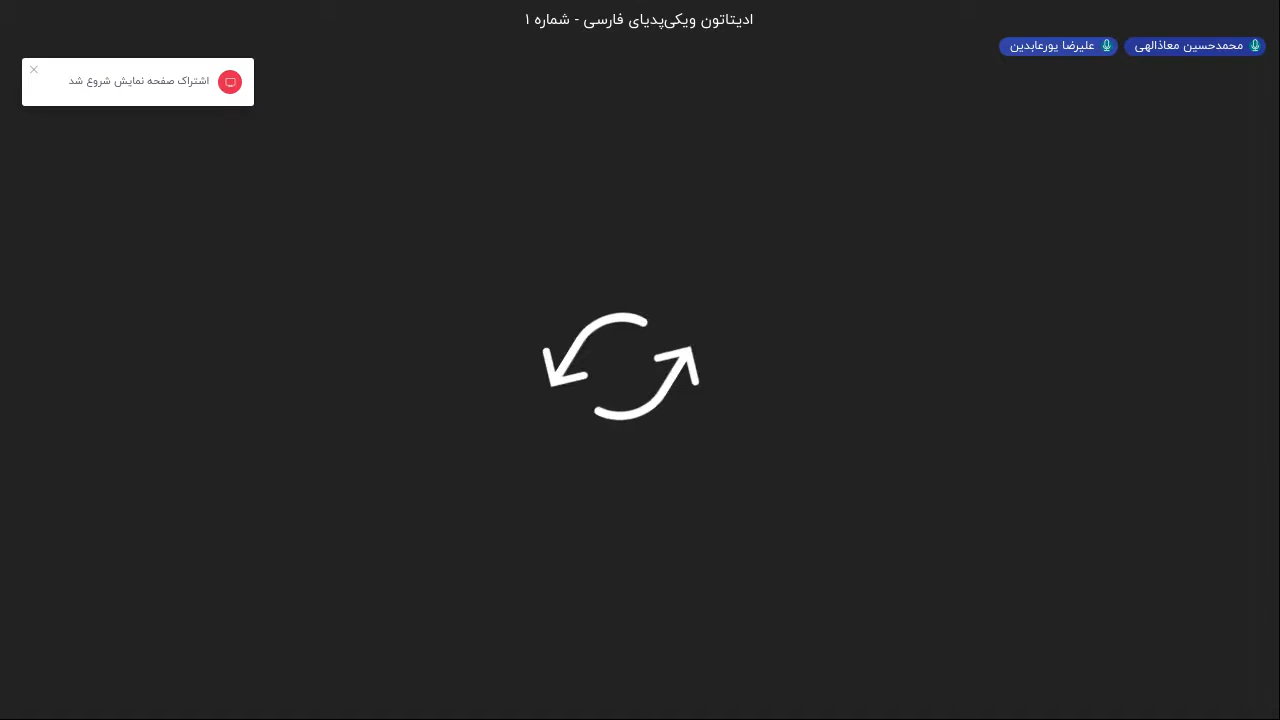 ادیتاتون ویکی‌پدیای فارسی - شماره ۱
محمدحسین معاذالهی
علیرضا پورعابدین
اشتراک صفحه نمایش شروع شد